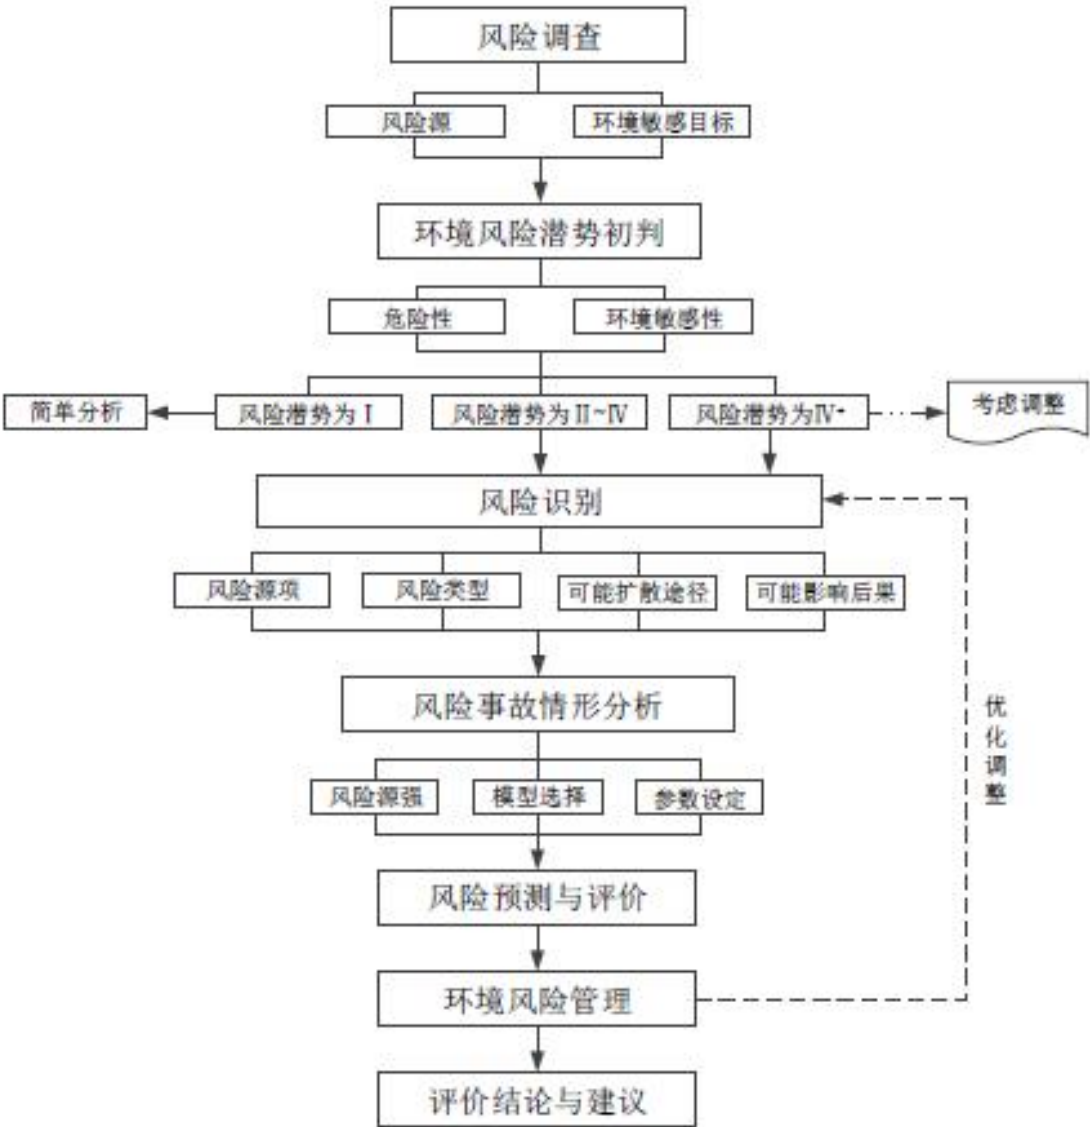 风险调查
风险源
环境敏感目标
环境风险潜势初判
危险性
环境敏感性
简单分析
风险潜势为Ⅰ
风险潜势为Ⅱ~Ⅳ
风险潜势为Ⅳ+
考虑调整
风险识别
风险源项
风险类型
可能扩散途径
可能影响后果
风险事故情形分析
优化调整
风险源强
模型选择
参数设定
风险预测与评价
环境风险管理
评价结论与建议